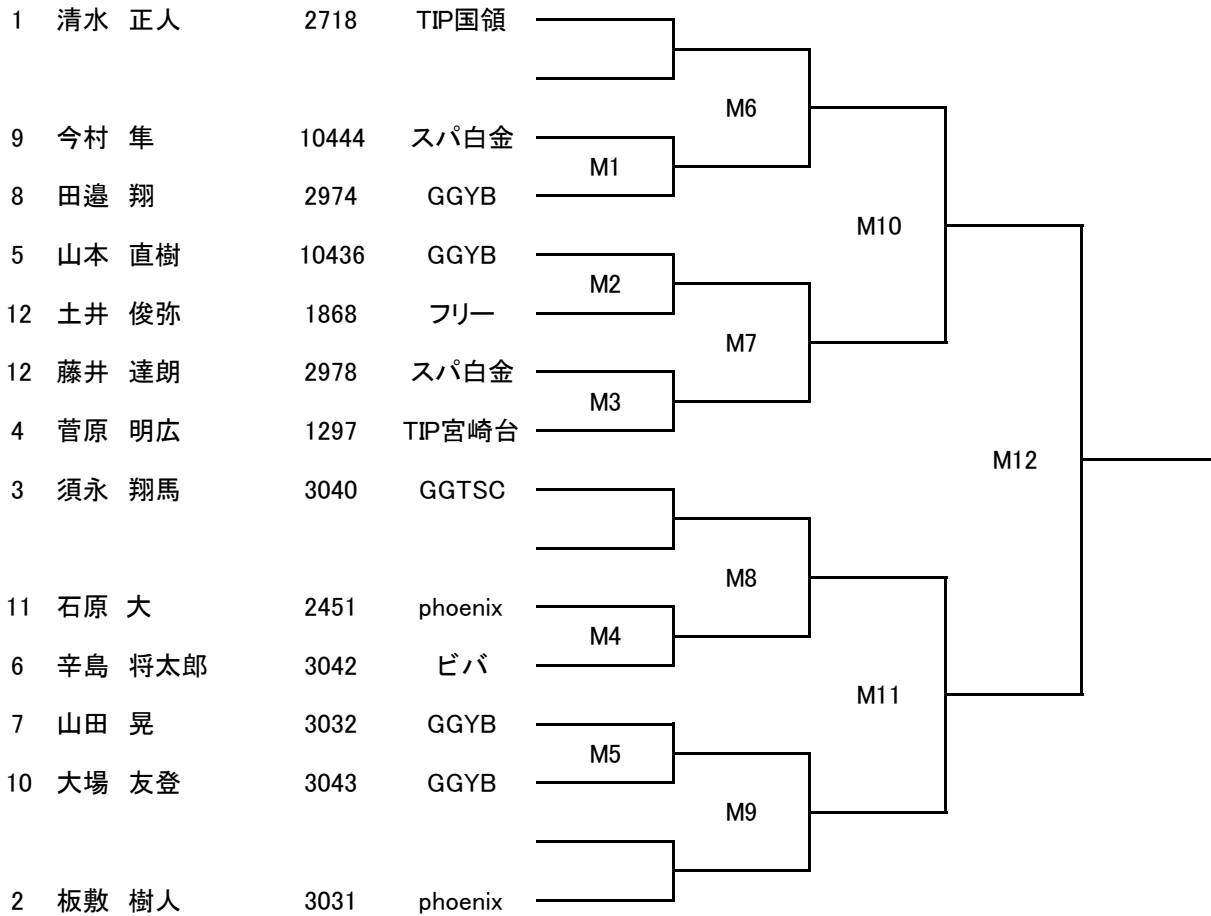 1 清水 正人 2718 TIP国領
M6
9 今村 隼 10444 スパ白金
M1
8 田邉 翔 2974 GGYB
M10
5 山本 直樹 10436 GGYB
M2
12 土井 俊弥 1868 フリー
M7
12 藤井 達朗 2978 スパ白金
M3
4 菅原 明広 1297 TIP宮崎台
M12
3 須永 翔馬 3040 GGTSC
M8
11 石原 大 2451 phoenix
M4
6 辛島 将太郎 3042 ビバ
M11
7 山田 晃 3032 GGYB
M5
10 大場 友登 3043 GGYB
M9
2 板敷 樹人 3031 phoenix